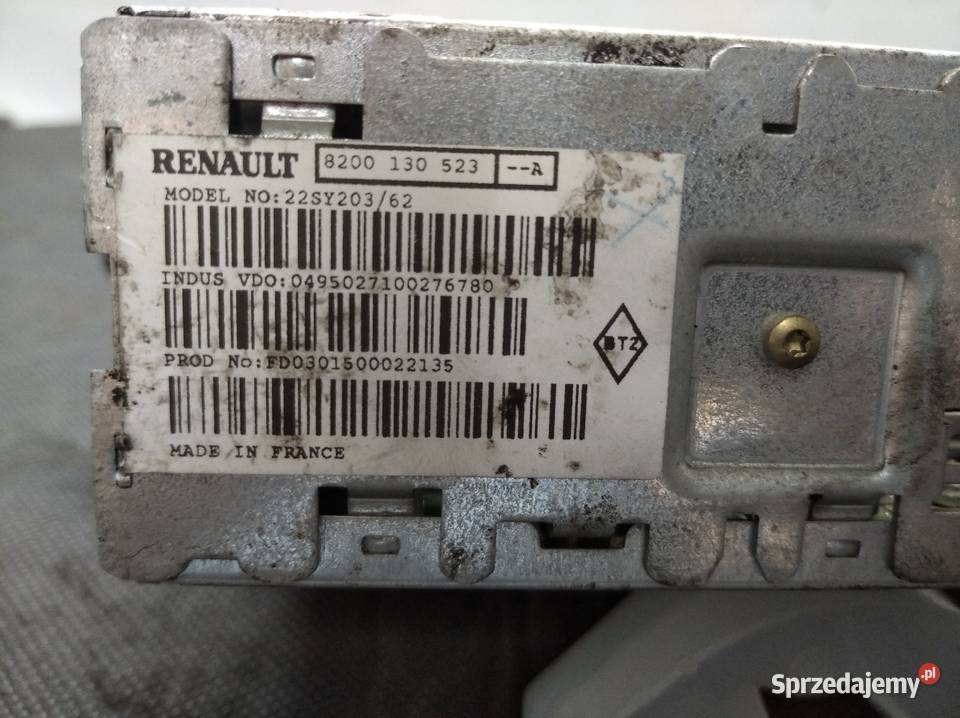 RENAULT 8200 130 523 --A
MODEL NO:22SY203/62
INDUS VDO:0495027100276780
PROD No:FD0301500022135
MADE IN FRANCE
Sprzedajemy.pl